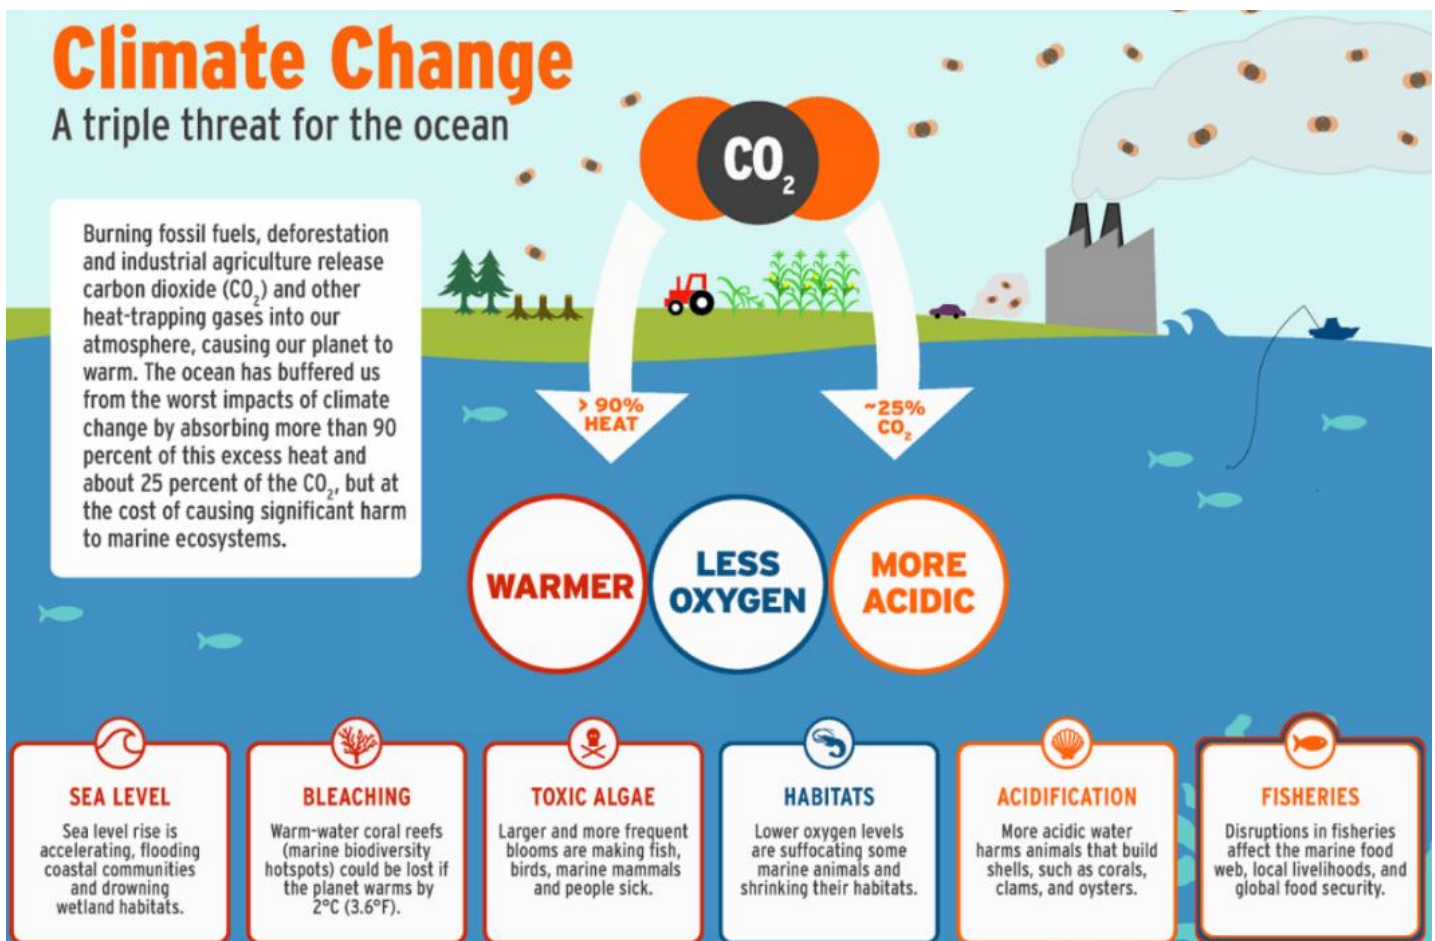 Climate Change
A triple threat for the ocean
CO₂
Burning fossil fuels, deforestation
and industrial agriculture release
carbon dioxide (CO₂) and other
heat-trapping gases into our
atmosphere, causing our planet to
warm. The ocean has buffered us
from the worst impacts of climate
change by absorbing more than 90
percent of this excess heat and
about 25 percent of the CO₂, but at
the cost of causing significant harm
to marine ecosystems.
> 90%
HEAT
~25%
CO₂
WARMER
LESS
OXYGEN
MORE
ACIDIC
SEA LEVEL
Sea level rise is
accelerating, flooding
coastal communities
and drowning
wetland habitats.
BLEACHING
Warm-water coral reefs
(marine biodiversity
hotspots) could be lost if
the planet warms by
2°C (3.6°F).
TOXIC ALGAE
Larger and more frequent
blooms are making fish,
birds, marine mammals
and people sick.
HABITATS
Lower oxygen levels
are suffocating some
marine animals and
shrinking their habitats.
ACIDIFICATION
More acidic water
harms animals that build
shells, such as corals,
clams, and oysters.
FISHERIES
Disruptions in fisheries
affect the marine food
web, local livelihoods, and
global food security.